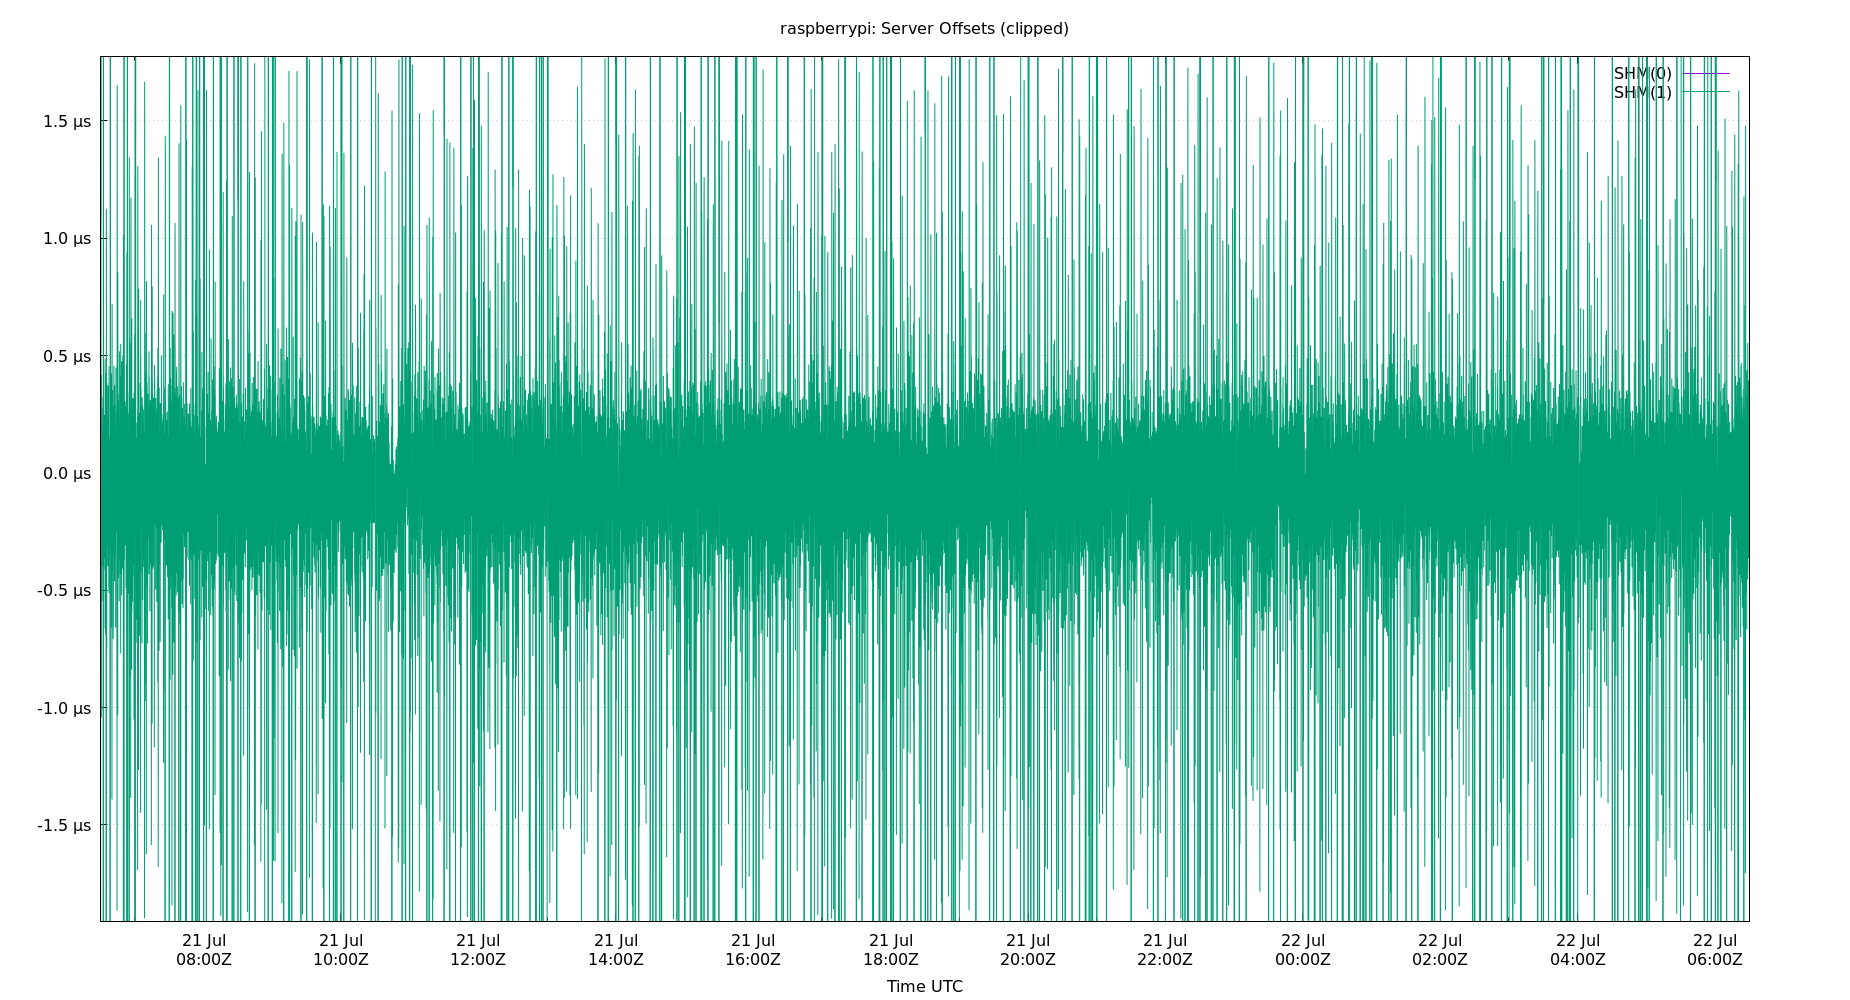 raspberrypi: Server Offsets (clipped)
SHM(0)
SHM(1)
1.5 µs
1.0 µs
0.5 µs
0.0 µs
-0.5 µs
-1.0 µs
-1.5 µs
21 Jul 21 Jul 21 Jul 21 Jul 21 Jul 21 Jul 21 Jul 21 Jul 22 Jul 22 Jul 22 Jul 22 Jul
08:00Z 10:00Z 12:00Z 14:00Z 16:00Z 18:00Z 20:00Z 22:00Z 00:00Z 02:00Z 04:00Z 06:00Z
Time UTC